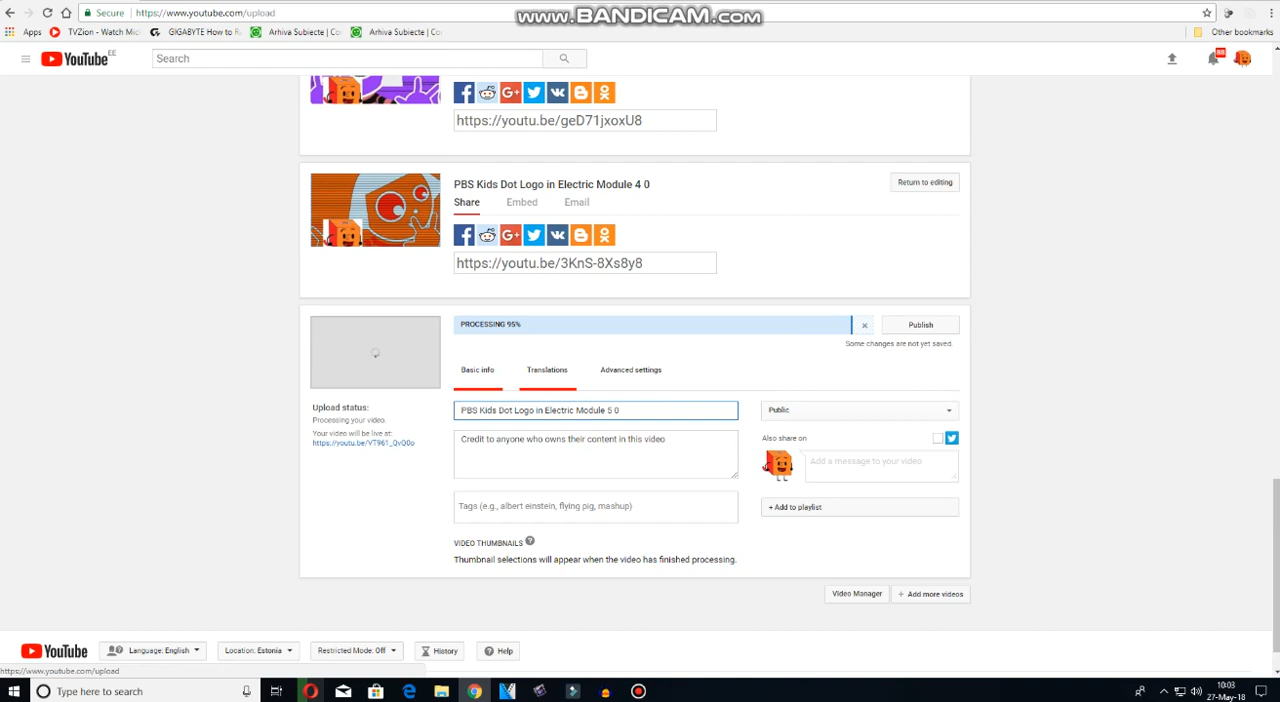 Secure
https://www.youtube.com/upload
www.BANDICAM.com
Apps
TVZion - Watch Mic
GIGABYTE How to R
Arhiva Subiecte | Co
Arhiva Subiecte | Co
Other bookmarks
YouTube EE
Search
88
https://youtu.be/geD71jxoxU8
PBS Kids Dot Logo in Electric Module 4 0
Return to editing
Share Embed Email
https://youtu.be/3KnS-8Xs8y8
PROCESSING 95%
Publish
Some changes are not yet saved.
Basic info Translations Advanced settings
Upload status:
Processing your video.
Your video will be live at:
https://youtu.be/VT961_QvQ0o
PBS Kids Dot Logo in Electric Module 5 0
Public
Credit to anyone who owns their content in this video
Also share on
Add a message to your video
Tags (e.g., albert einstein, flying pig, mashup)
+ Add to playlist
VIDEO THUMBNAILS ?
Thumbnail selections will appear when the video has finished processing.
Video Manager
+ Add more videos
YouTube
Language: English
Location: Estonia
Restricted Mode: Off
History
Help
https://www.youtube.com/upload
Type here to search
10:03
27-May-18